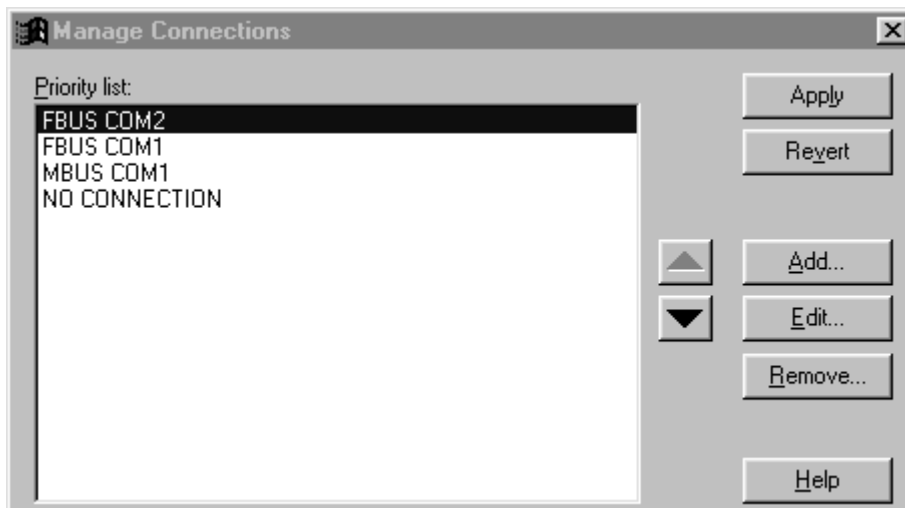 Manage Connections
Priority list:
FBUS COM2
FBUS COM1
MBUS COM1
NO CONNECTION
Apply
Revert
Add...
Edit...
Remove...
Help